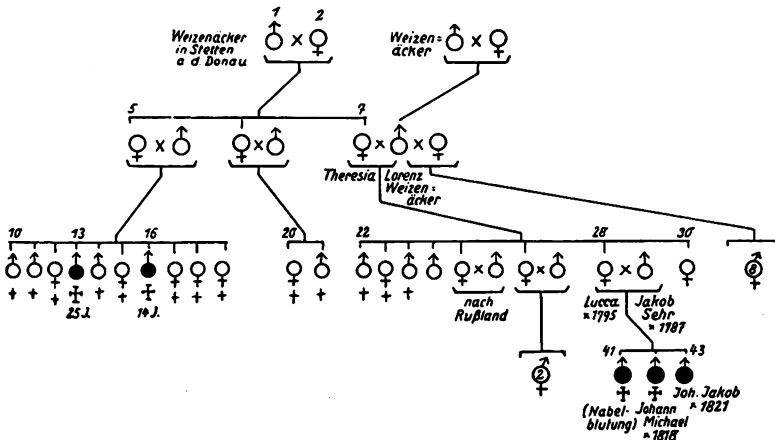 1 2
Weizenäcker
in Stetten
a d. Donau
Weizen=
äcker
5 7
Theresia
Lorenz
Weizen=
äcker
10 13 16
20
22 28 30
25 J.
14 J.
nach
Rußland
Lucca
* 1795
Jakob
Sehr
* 1787
8
2
41 43
(Nabel-
blutung)
Johann
Michael
* 1818
Joh. Jakob
* 1821